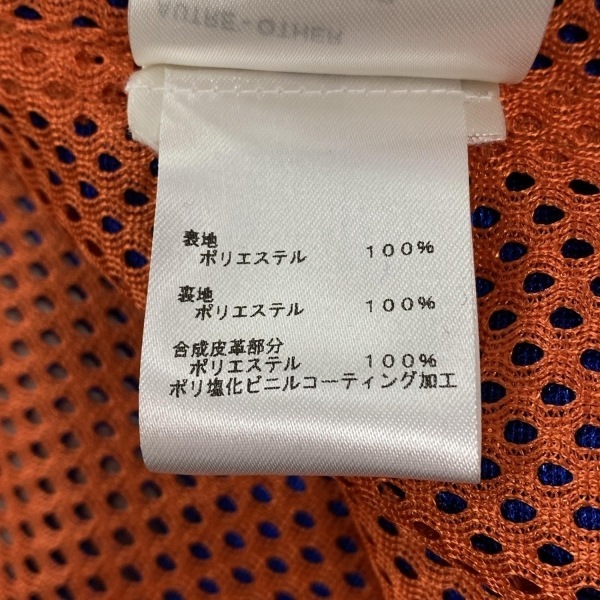 AUTRE-OTHER
表地
ポリエステル 100%
裏地
ポリエステル 100%
合成皮革部分
ポリエステル 100%
ポリ塩化ビニルコーティング加工